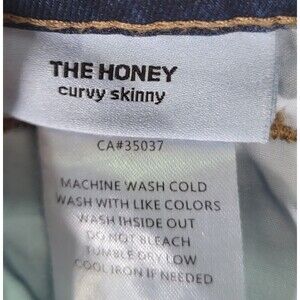 THE HONEY
curvy skinny
CA#35037
MACHINE WASH COLD
WASH WITH LIKE COLORS
WASH INSIDE OUT
DO NOT BLEACH
TUMBLE DRY LOW
COOL IRON IF NEEDED